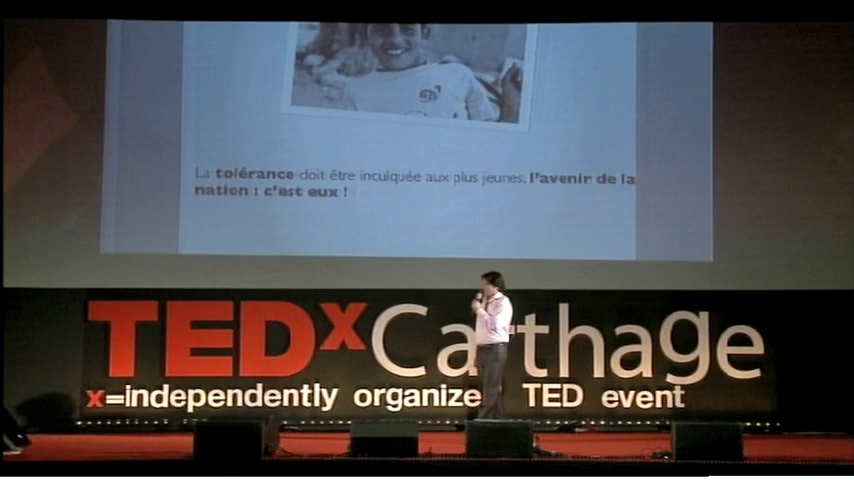 La tolérance doit être inculquée aux plus jeunes, l'avenir de la
nation : c'est eux !
TEDxCarthage
x=independently organize TED event